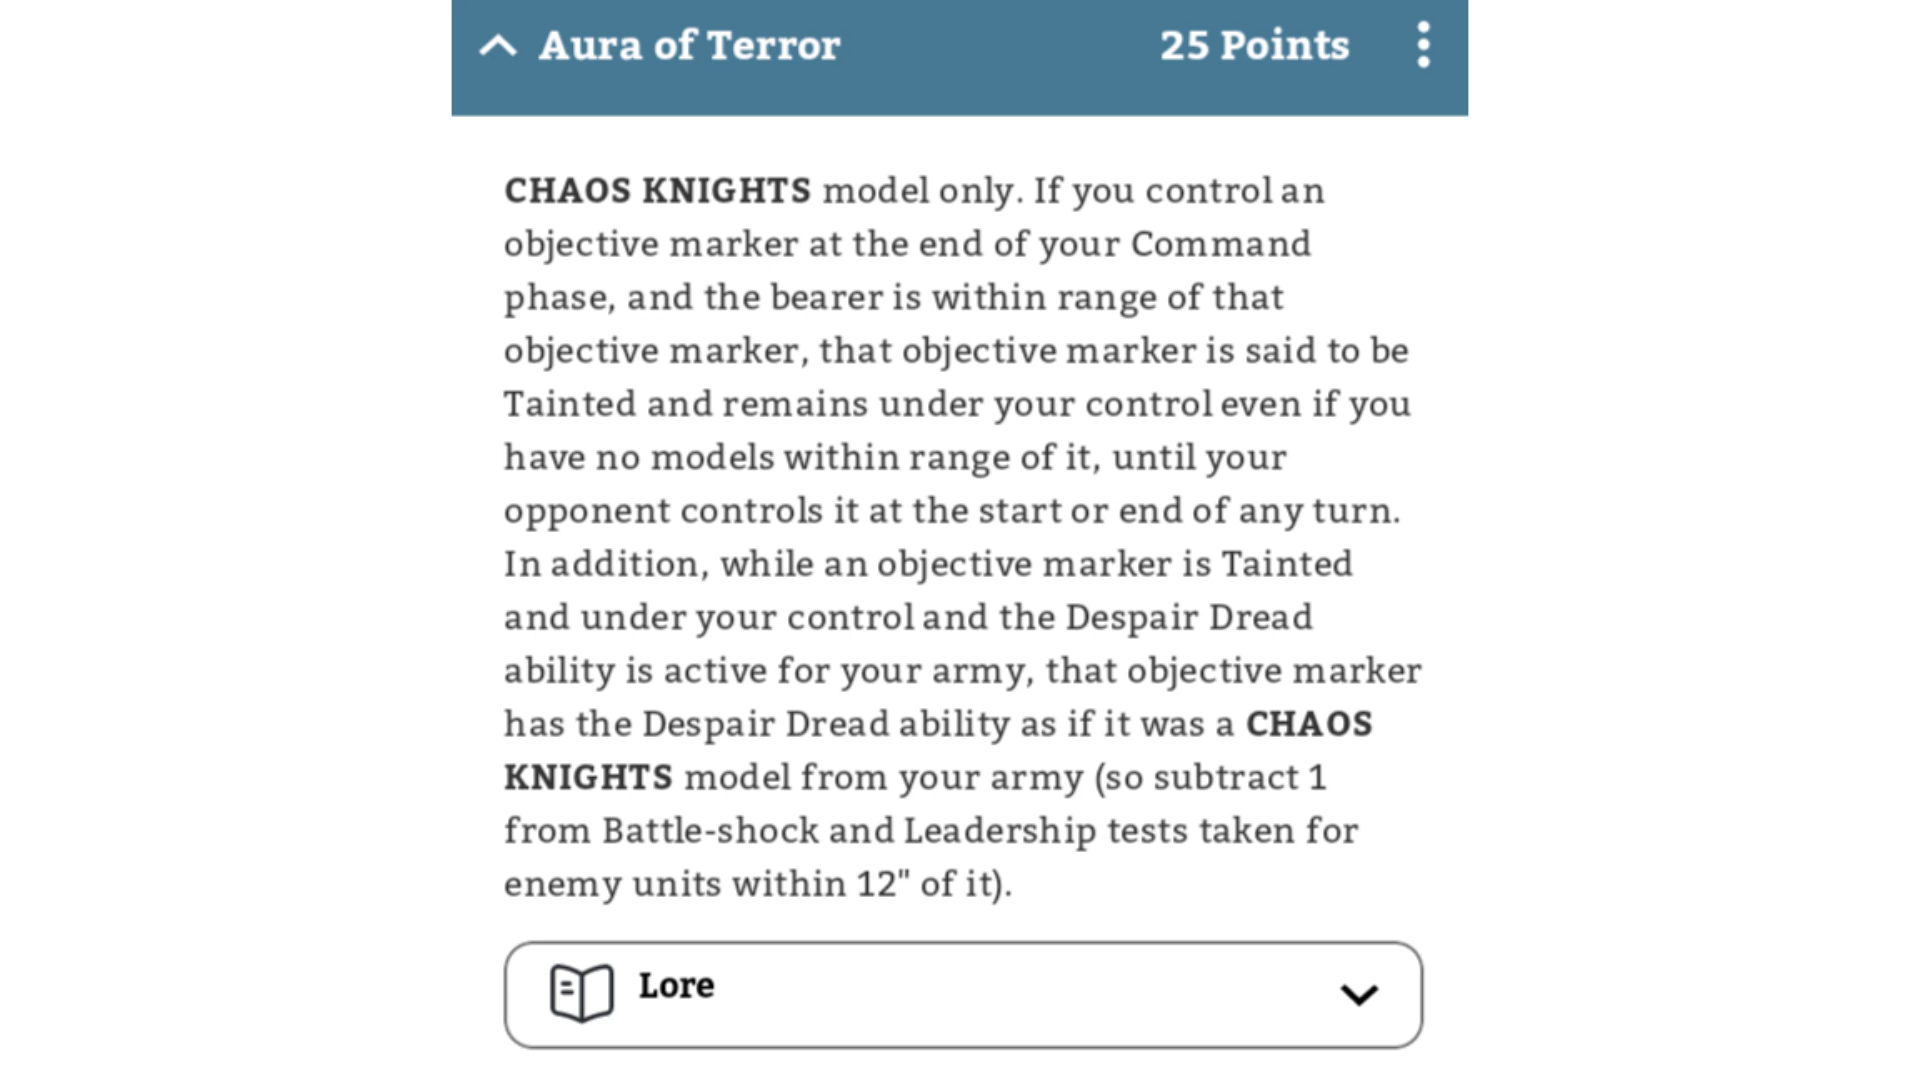 Aura of Terror 25 Points
CHAOS KNIGHTS model only. If you control an
objective marker at the end of your Command
phase, and the bearer is within range of that
objective marker, that objective marker is said to be
Tainted and remains under your control even if you
have no models within range of it, until your
opponent controls it at the start or end of any turn.
In addition, while an objective marker is Tainted
and under your control and the Despair Dread
ability is active for your army, that objective marker
has the Despair Dread ability as if it was a CHAOS
KNIGHTS model from your army (so subtract 1
from Battle-shock and Leadership tests taken for
enemy units within 12" of it).
Lore